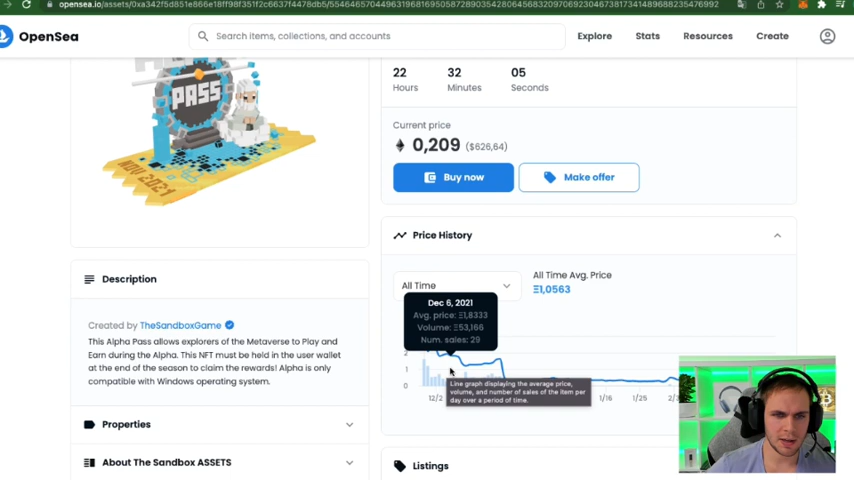 opensea.io/assets/0xa342f5d851e866e18ff98f351f2c6637f4478db5/55464657044963196816950587289035428064568832097069230467381734148968823547​6992
OpenSea
Search items, collections, and accounts
Explore
Stats
Resources
Create
PASS
NOV 2021
22
32
05
Hours
Minutes
Seconds
Current price
0,209 ($626,64)
Buy now
Make offer
Price History
All Time
All Time Avg. Price
Ξ1,0563
Dec 6, 2021
Avg. price: Ξ1,8333
Volume: Ξ53,166
Num. sales: 29
2
1
0
Line graph displaying the average price,
volume, and number of sales of the item per
day over a period of time.
12/2
1/16
1/25
Description
Created by TheSandboxGame
This Alpha Pass allows explorers of the Metaverse to Play and
Earn during the Alpha. This NFT must be held in the user wallet
at the end of the season to claim the rewards! Alpha is only
compatible with Windows operating system.
Properties
About The Sandbox ASSETS
Listings